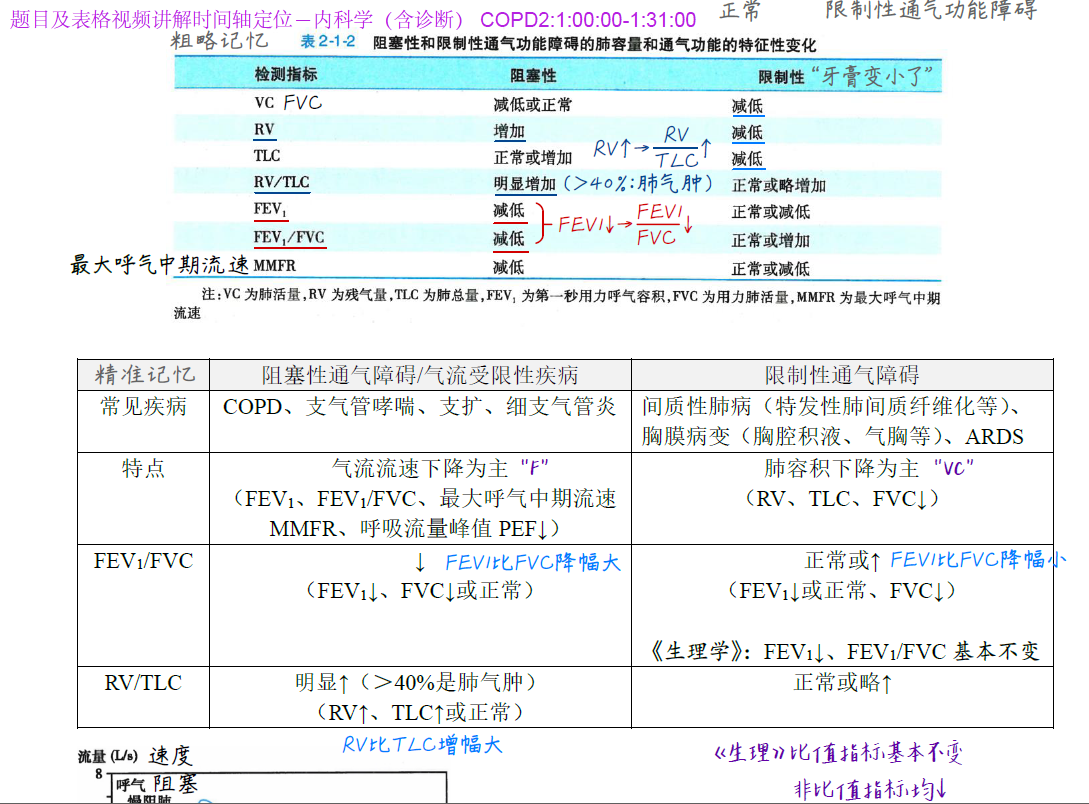 题目及表格视频讲解时间轴定位－内科学（含诊断） COPD2:1:00:00-1:31:00 正常 限制性通气功能障碍
粗略记忆 表 2-1-2 阻塞性和限制性通气功能障碍的肺容量和通气功能的特征性变化
检测指标 阻塞性 限制性 “牙膏变小了”
VC FVC 减低或正常 减低
RV 增加 减低
TLC 正常或增加 RV↑→RV/TLC↑ 减低
RV/TLC 明显增加 (>40%:肺气肿) 正常或略增加
FEV₁ 减低 正常或减低
FEV1↓→FEV1/FVC↓
FEV₁/FVC 减低 正常或增加
最大呼气中期流速 MMFR 减低 正常或减低
注：VC 为肺活量，RV 为残气量，TLC 为肺总量，FEV₁ 为第一秒用力呼气容积，FVC 为用力肺活量，MMFR 为最大呼气中期
流速
精准记忆 阻塞性通气障碍/气流受限性疾病 限制性通气障碍
常见疾病 COPD、支气管哮喘、支扩、细支气管炎 间质性肺病（特发性肺间质纤维化等）、
胸膜病变（胸腔积液、气胸等）、ARDS
特点 气流流速下降为主 “F” 肺容积下降为主 “VC”
（FEV₁、FEV₁/FVC、最大呼气中期流速 （RV、TLC、FVC↓）
MMFR、呼吸流量峰值 PEF↓）
FEV₁/FVC ↓ FEV1比FVC降幅大 正常或↑ FEV1比FVC降幅小
（FEV₁↓、FVC↓或正常） （FEV₁↓或正常、FVC↓）
《生理学》：FEV₁↓、FEV₁/FVC 基本不变
RV/TLC 明显↑（＞40%是肺气肿） 正常或略↑
（RV↑、TLC↑或正常）
RV比TLC增幅大 《生理》比值指标基本不变
流量 (L/s) 速度
非比值指标均↓
8
呼气 阻塞
慢阻肺